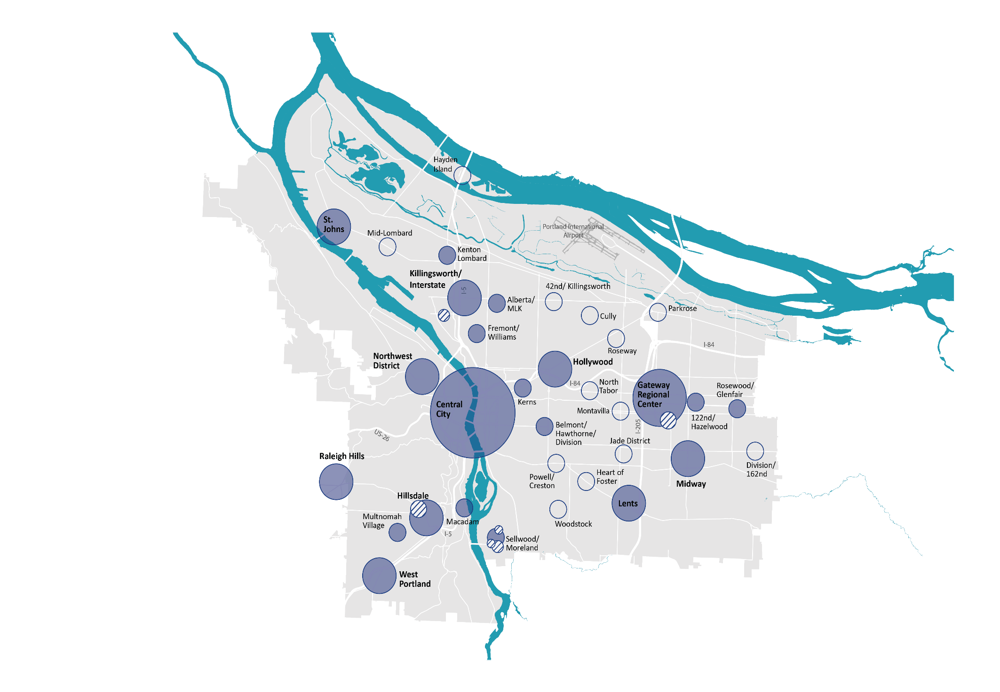 Hayden
Island
St.
Johns
Mid-Lombard
Portland International
Airport
Kenton
Lombard
Killingsworth/
Interstate
I-5
42nd/ Killingsworth
Alberta/
MLK
Cully
Parkrose
Fremont/
Williams
Roseway
I-84
Northwest
District
Hollywood
I-84
North
Tabor
Gateway
Regional
Center
Rosewood/
Glenfair
Kerns
Central
City
Montavilla
122nd/
Hazelwood
I-205
Belmont/
Hawthorne/
Division
US-26
Jade District
Raleigh Hills
Division/
162nd
Powell/
Creston
Heart of
Foster
Midway
Hillsdale
Lents
Multnomah
Village
Macadam
Woodstock
I-5
Sellwood/
Moreland
West
Portland